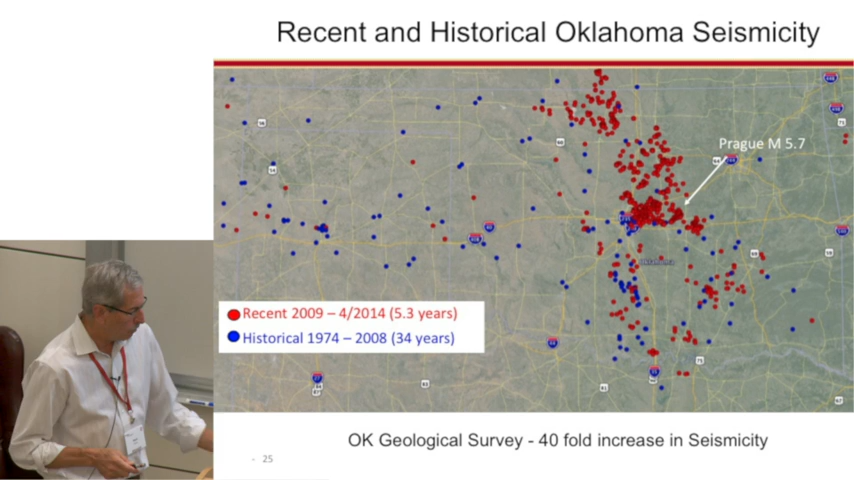 Recent and Historical Oklahoma Seismicity
Prague M 5.7
Oklahoma
Recent 2009 – 4/2014 (5.3 years)
Historical 1974 – 2008 (34 years)
OK Geological Survey - 40 fold increase in Seismicity
- 25